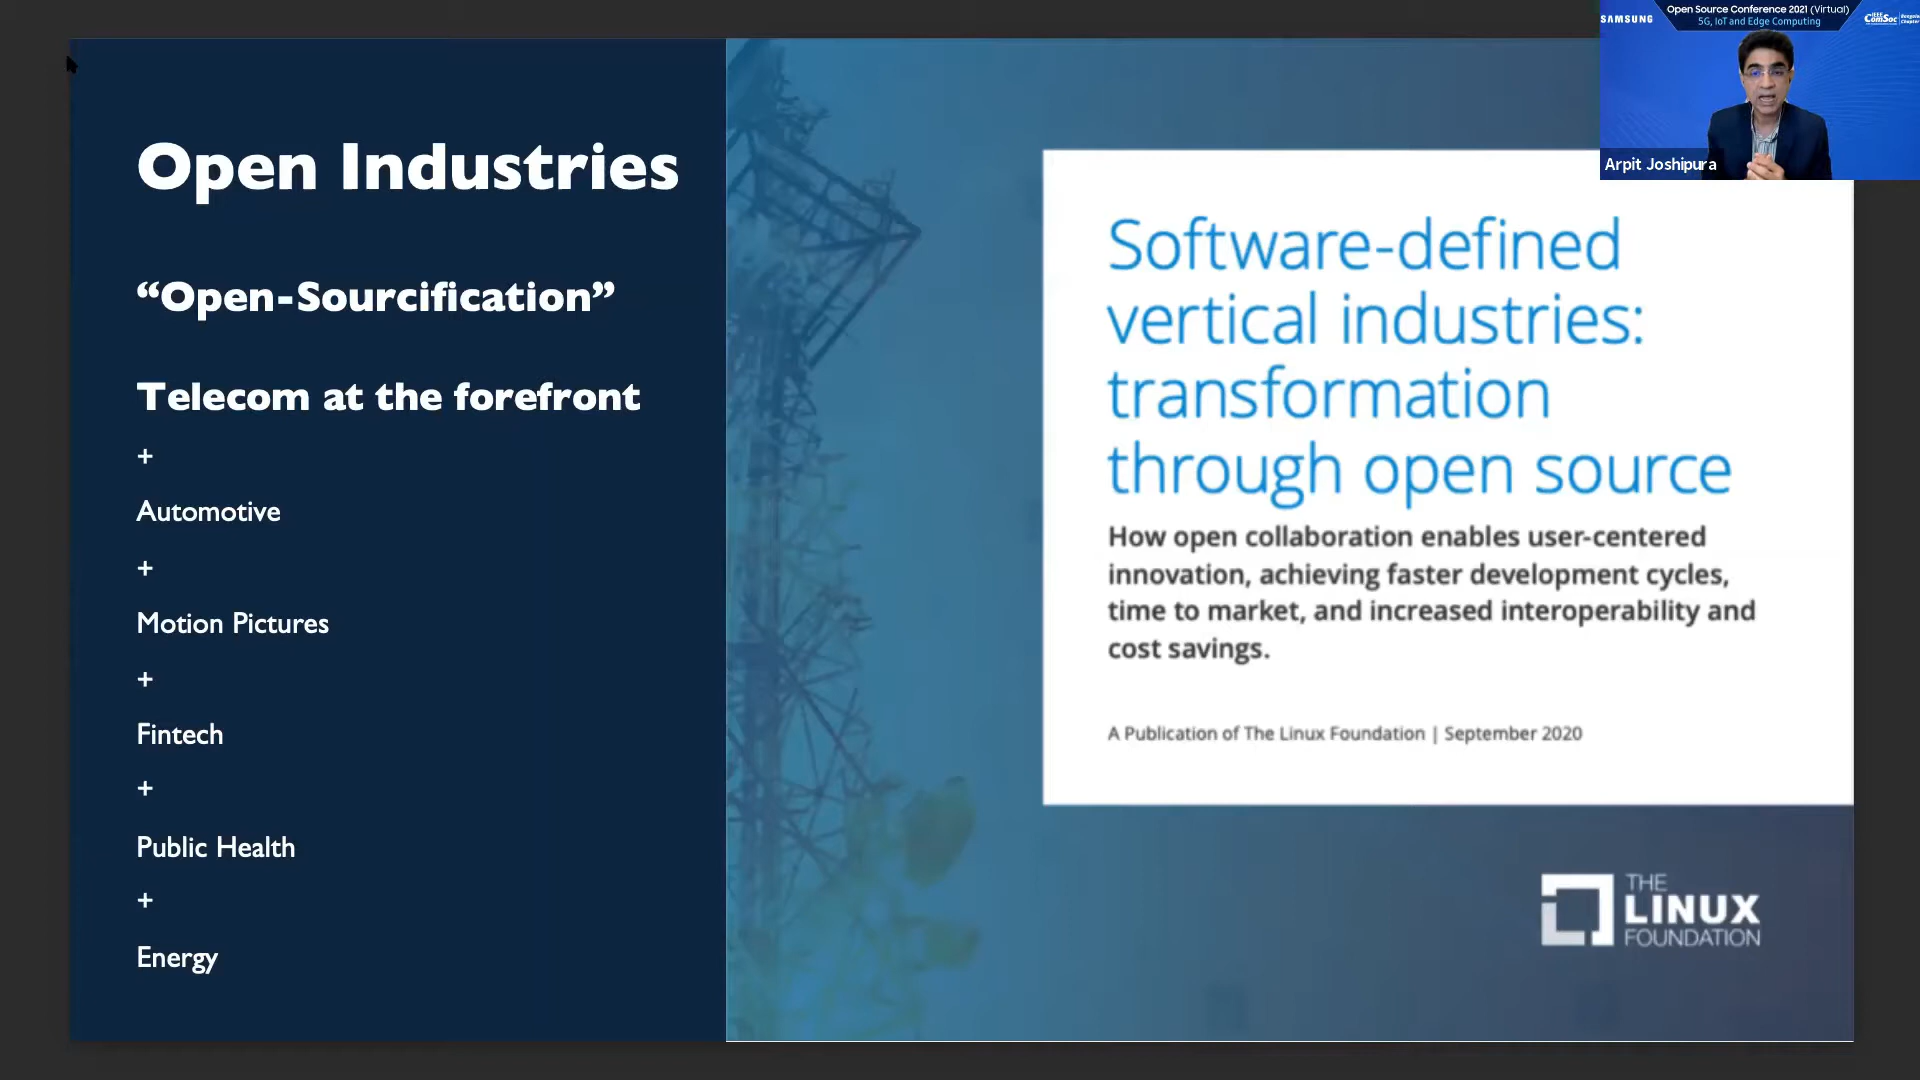 Open Industries
“Open-Sourcification”
Telecom at the forefront
+
Automotive
+
Motion Pictures
+
Fintech
+
Public Health
+
Energy
Software-defined
vertical industries:
transformation
through open source
How open collaboration enables user-centered
innovation, achieving faster development cycles,
time to market, and increased interoperability and
cost savings.
A Publication of The Linux Foundation | September 2020
THE
LINUX
FOUNDATION
SAMSUNG
Open Source Conference 2021 (Virtual)
5G, IoT and Edge Computing
IEEE
ComSoc
Arpit Joshipura